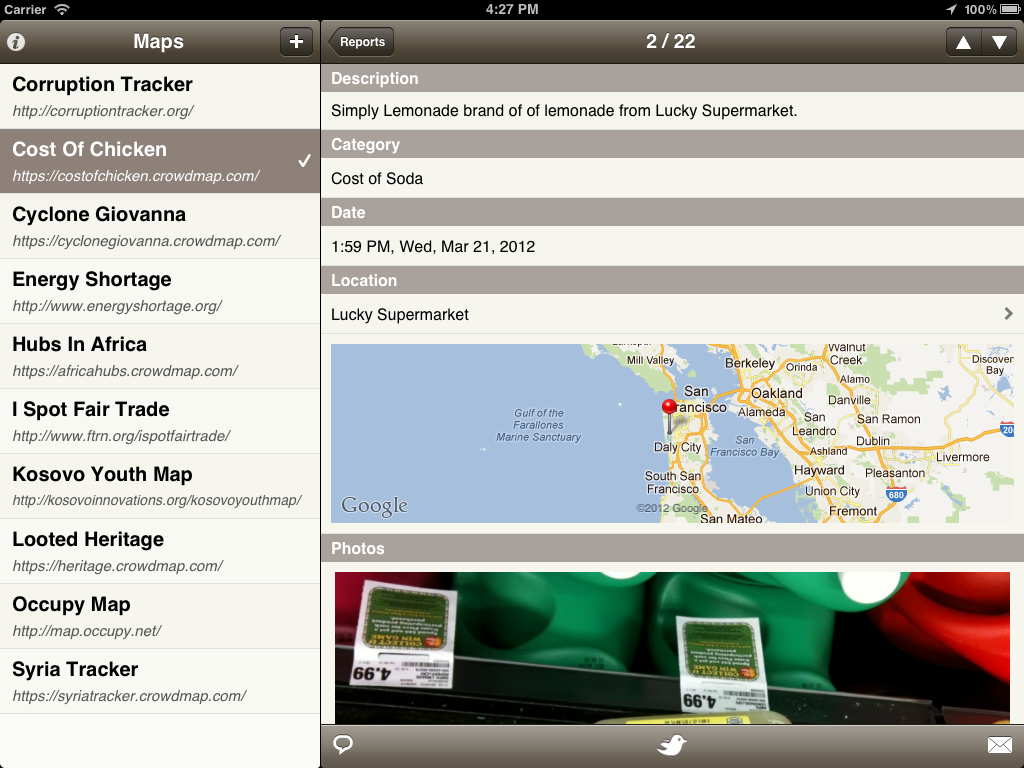 Carrier
4:27 PM
100%
Maps
+
Corruption Tracker
http://corruptiontracker.org/
Cost Of Chicken
https://costofchicken.crowdmap.com/
Cyclone Giovanna
https://cyclonegiovanna.crowdmap.com/
Energy Shortage
http://www.energyshortage.org/
Hubs In Africa
https://africahubs.crowdmap.com/
I Spot Fair Trade
http://www.ftrn.org/ispotfairtrade/
Kosovo Youth Map
http://kosovoinnovations.org/kosovoyouthmap/
Looted Heritage
https://heritage.crowdmap.com/
Occupy Map
http://map.occupy.net/
Syria Tracker
https://syriatracker.crowdmap.com/
Reports
2 / 22
Description
Simply Lemonade brand of of lemonade from Lucky Supermarket.
Category
Cost of Soda
Date
1:59 PM, Wed, Mar 21, 2012
Location
Lucky Supermarket
Mill Valley
Berkeley
Orinda
Walnut
Creek
Discovery
Bay
Alamo
San
Francisco
Oakland
Danville
Alameda
San
Leandro
San Ramon
Gulf of the
Farallones
Marine Sanctuary
Daly City
San
Francisco Bay
Ashland
Dublin
Livermore
Hayward
Pleasanton
South San
Francisco
Union City
680
Fremont
San Mateo
Google
©2012 Google
Photos
COLLECT &
WIN GAME
4.99
COLLECT &
WIN GAME
4.99